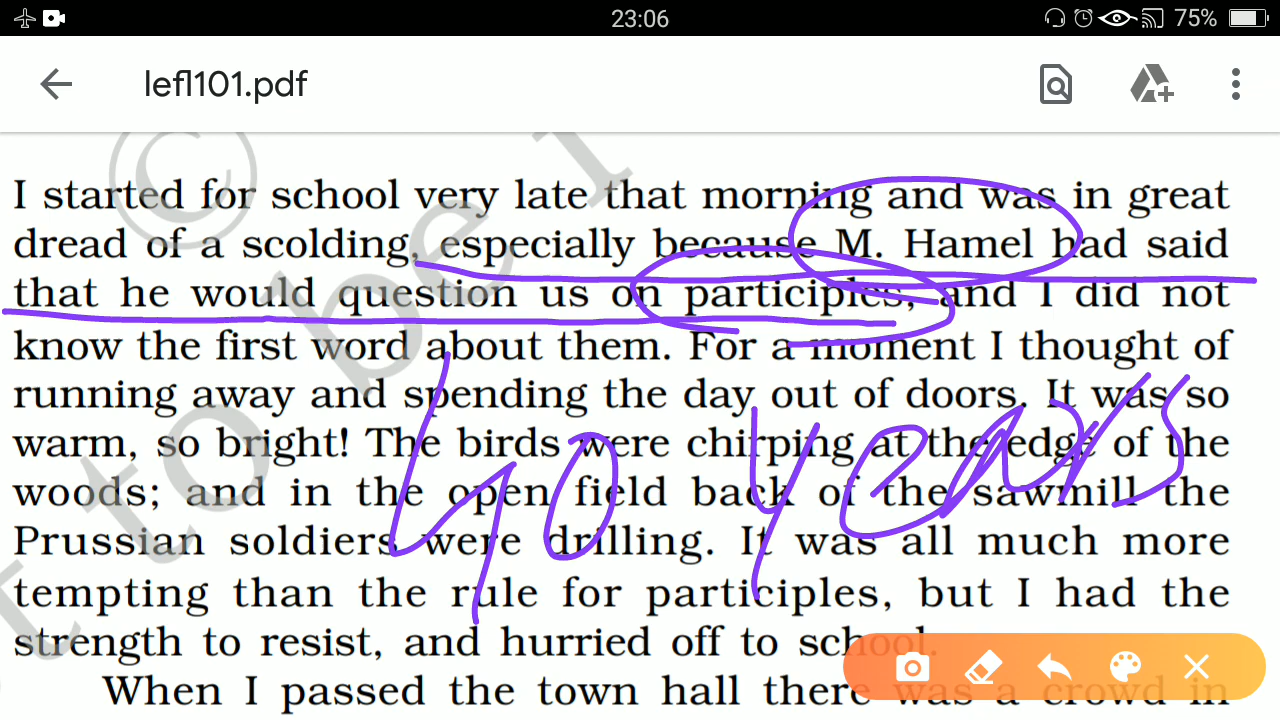 23:06
75%
lefl101.pdf
© 
t to be r
I started for school very late that morning and was in great
dread of a scolding, especially because M. Hamel had said
that he would question us on participles, and I did not
know the first word about them. For a moment I thought of
running away and spending the day out of doors. It was so
warm, so bright! The birds were chirping at the edge of the
woods; and in the open field back of the sawmill the
Prussian soldiers were drilling. It was all much more
tempting than the rule for participles, but I had the
strength to resist, and hurried off to school.
40 years
When I passed the town hall there was a crowd in